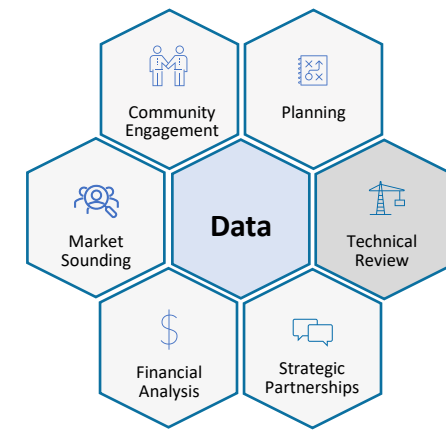 Community
Engagement
Planning
Market
Sounding
Data
Technical
Review
Financial
Analysis
Strategic
Partnerships